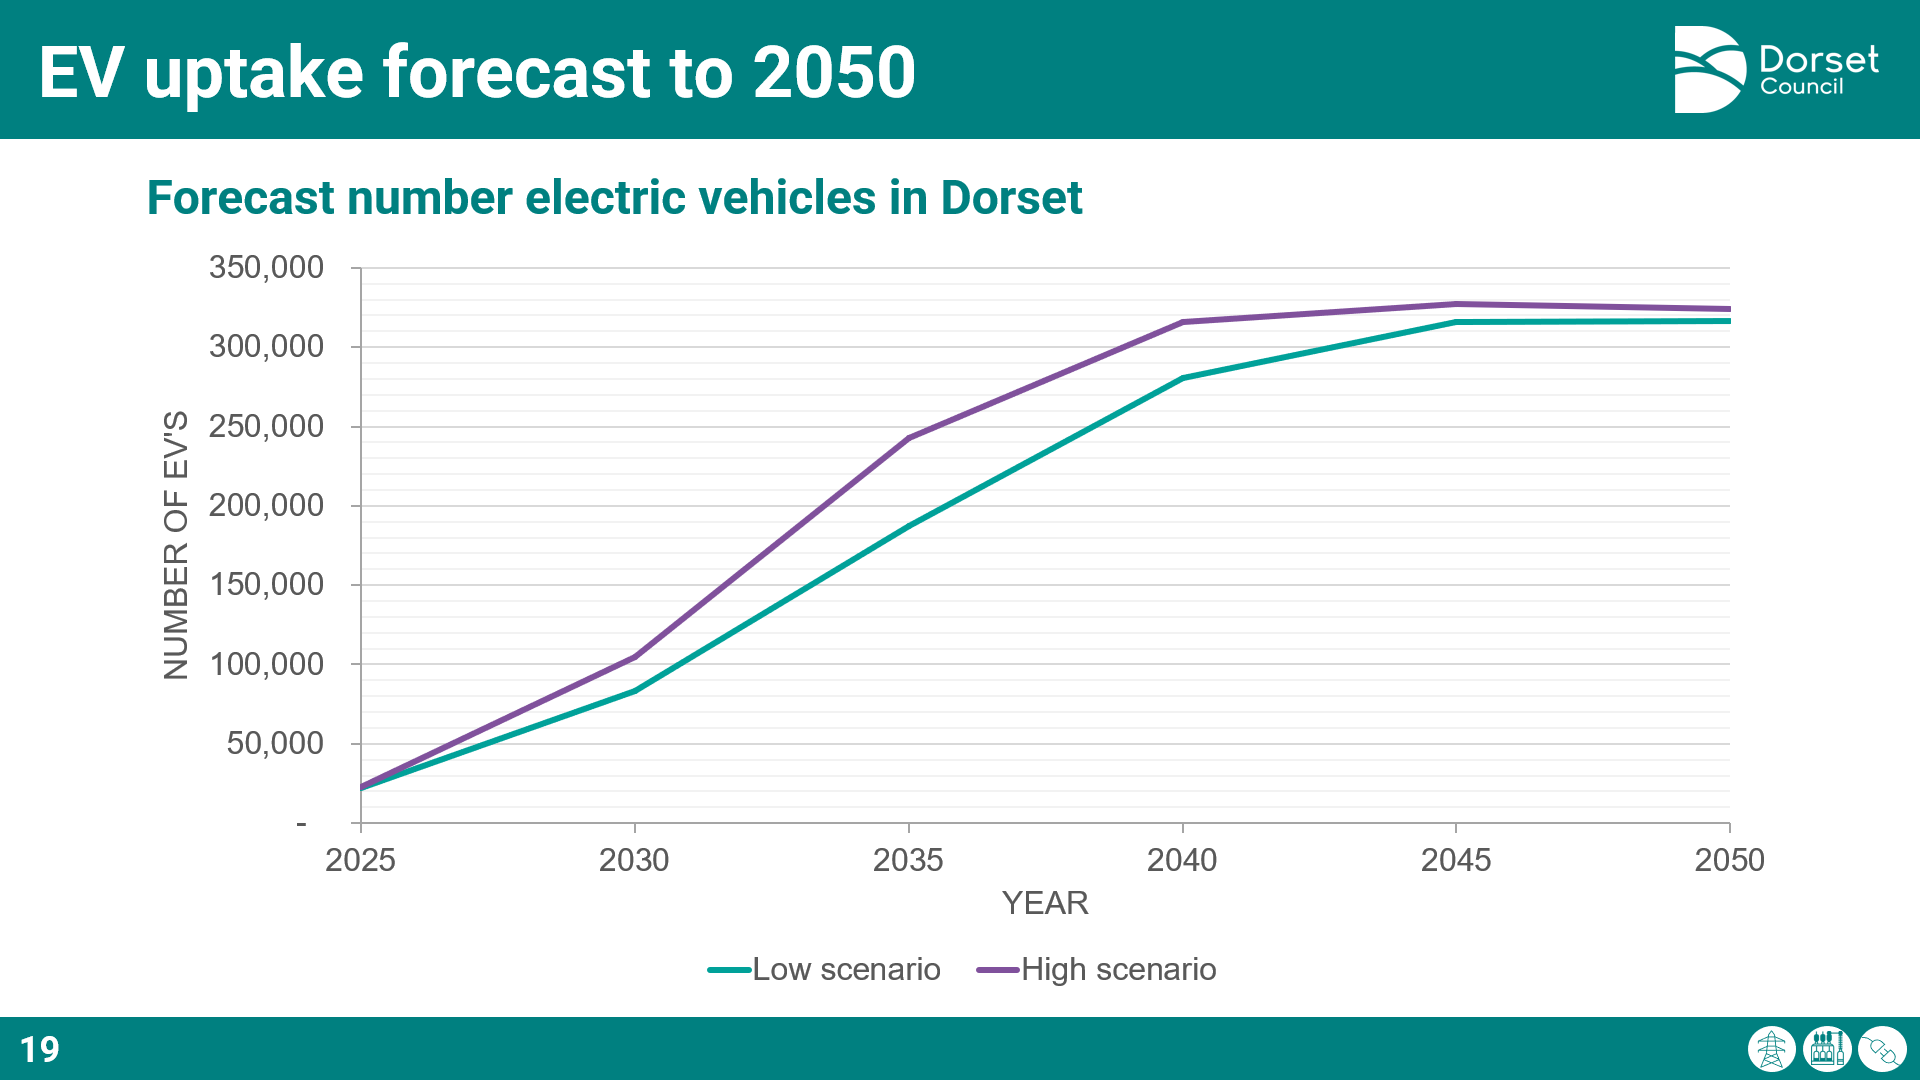 EV uptake forecast to 2050
Dorset
Council
Forecast number electric vehicles in Dorset
350,000
300,000
250,000
200,000
150,000
100,000
50,000
-
NUMBER OF EV'S
2025 2030 2035 2040 2045 2050
YEAR
Low scenario High scenario
19